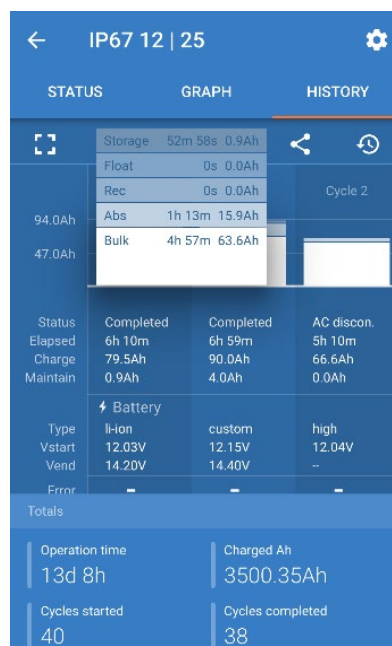 IP67 12 | 25
STATUS GRAPH HISTORY
Storage 52m 58s 0.9Ah
Float 0s 0.0Ah
Rec 0s 0.0Ah
Abs 1h 13m 15.9Ah
Bulk 4h 57m 63.6Ah
Cycle 2
94.0Ah
47.0Ah
Status Completed Completed AC discon.
Elapsed 6h 10m 6h 59m 5h 10m
Charge 79.5Ah 90.0Ah 66.6Ah
Maintain 0.9Ah 4.0Ah 0.0Ah
Battery
Type li-ion custom high
Vstart 12.03V 12.15V 12.04V
Vend 14.20V 14.40V --
Error – – –
Totals
Operation time Charged Ah
13d 8h 3500.35Ah
Cycles started Cycles completed
40 38